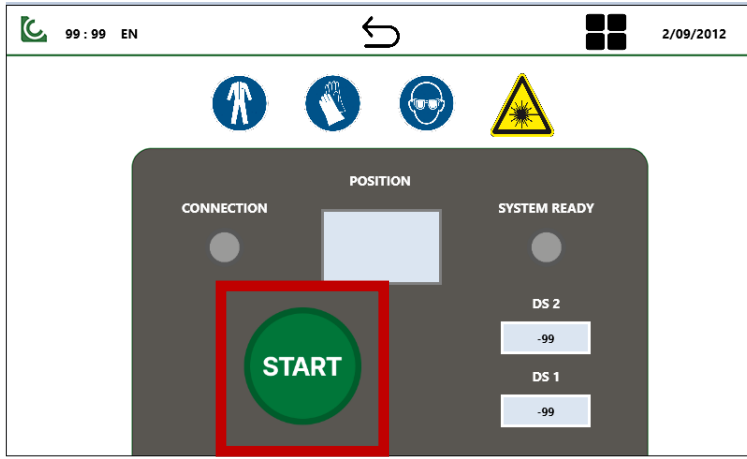 99 : 99 EN
2/09/2012
POSITION
CONNECTION
SYSTEM READY
DS 2
-99
START
DS 1
-99